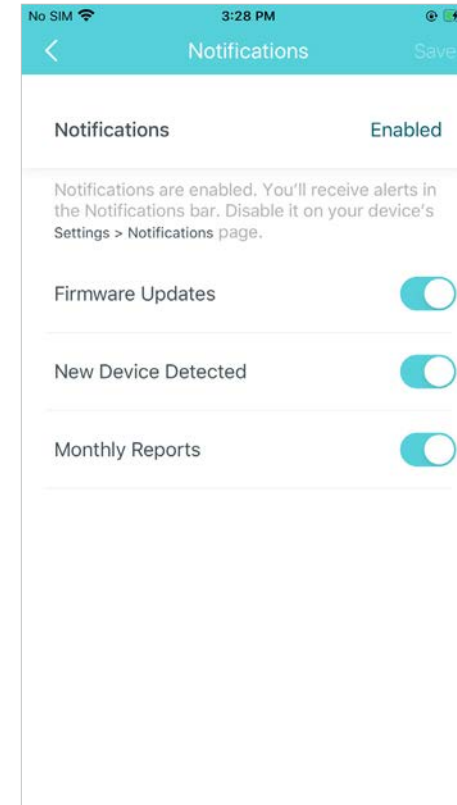 No SIM 3:28 PM
Notifications Save
Notifications Enabled
Notifications are enabled. You'll receive alerts in
the Notifications bar. Disable it on your device's
Settings > Notifications page.
Firmware Updates
New Device Detected
Monthly Reports